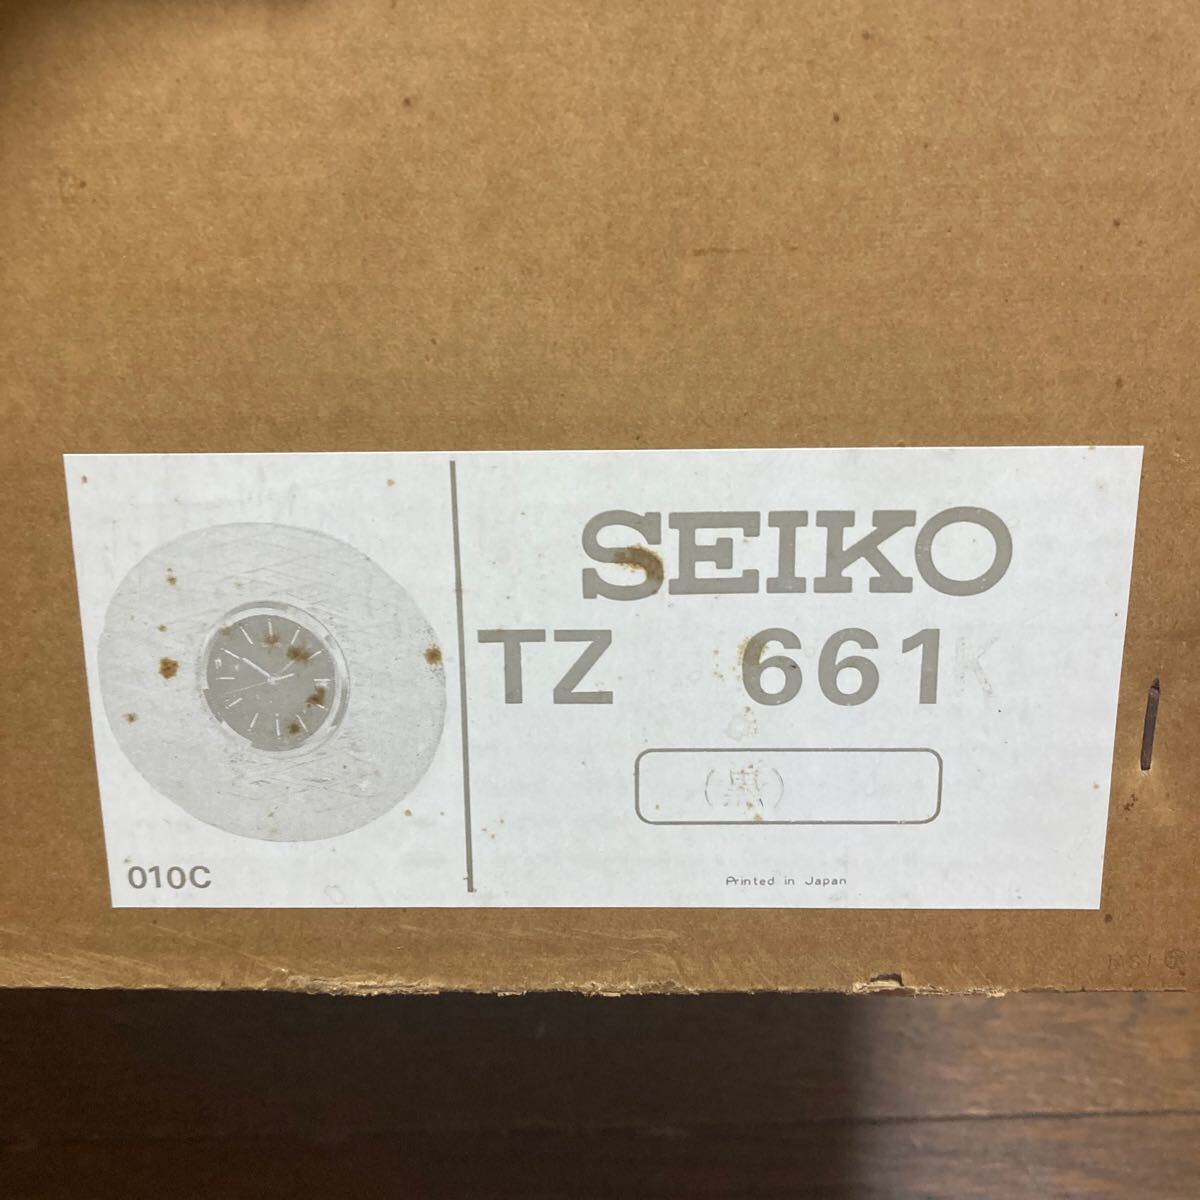 SEIKO
TZ 661K
(黒)
010C
Printed in Japan